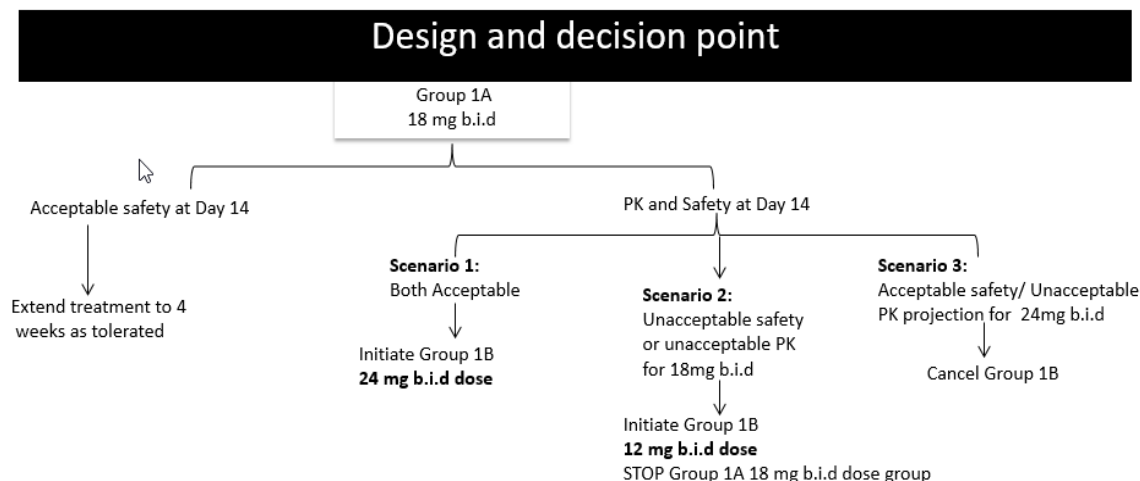 Design and decision point
Group 1A
18 mg b.i.d
Acceptable safety at Day 14
Extend treatment to 4
weeks as tolerated
PK and Safety at Day 14
Scenario 1:
Both Acceptable
Initiate Group 1B
24 mg b.i.d dose
Scenario 2:
Unacceptable safety
or unacceptable PK
for 18mg b.i.d
Initiate Group 1B
12 mg b.i.d dose
STOP Group 1A 18 mg b.i.d dose group
Scenario 3:
Acceptable safety/ Unacceptable
PK projection for 24mg b.i.d
Cancel Group 1B